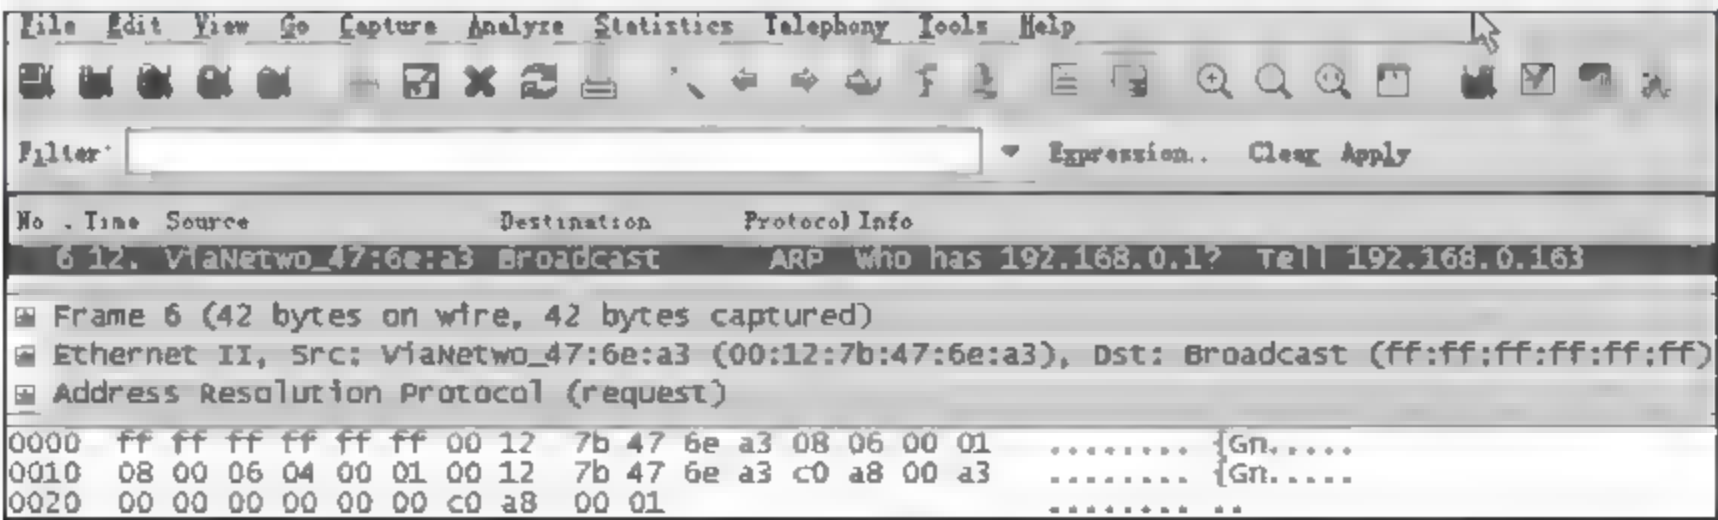 File Edit View Go Capture Analyze Statistics Telephony Tools Help
Filter: Expression.. Clear Apply
No . Time Source Destination Protocol Info
6 12. ViaNetwo_47:6e:a3 Broadcast ARP Who has 192.168.0.1? Tell 192.168.0.163
Frame 6 (42 bytes on wire, 42 bytes captured)
Ethernet II, Src: ViaNetwo_47:6e:a3 (00:12:7b:47:6e:a3), Dst: Broadcast (ff:ff:ff:ff:ff:ff)
Address Resolution Protocol (request)
0000 ff ff ff ff ff ff 00 12 7b 47 6e a3 08 06 00 01 ........ {Gn.....
0010 08 00 06 04 00 01 00 12 7b 47 6e a3 c0 a8 00 a3 ........ {Gn.....
0020 00 00 00 00 00 00 c0 a8 00 01 ........ ..